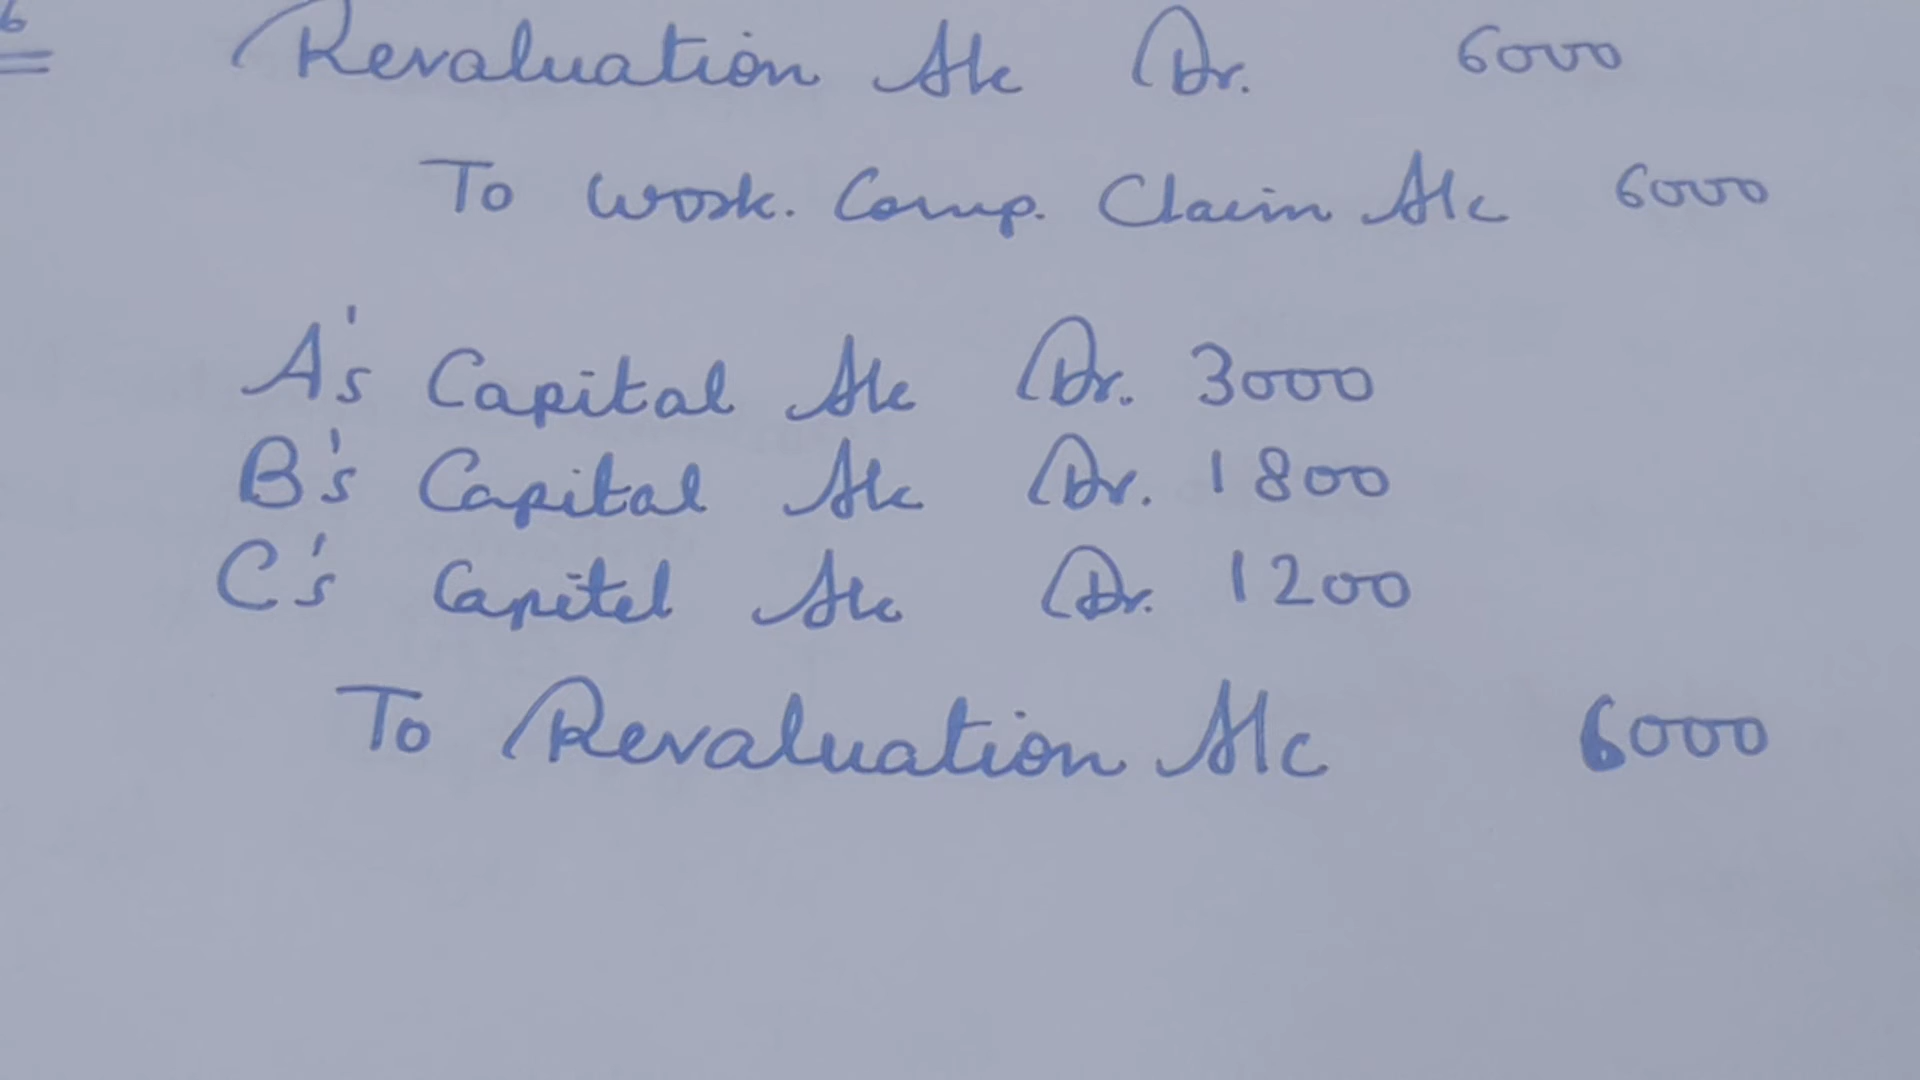 6
Revaluation A/c Dr. 6000
To Work. Comp. Claim A/c 6000
A's Capital A/c Dr. 3000
B's Capital A/c Dr. 1800
C's Capital A/c Dr. 1200
To Revaluation A/c 6000